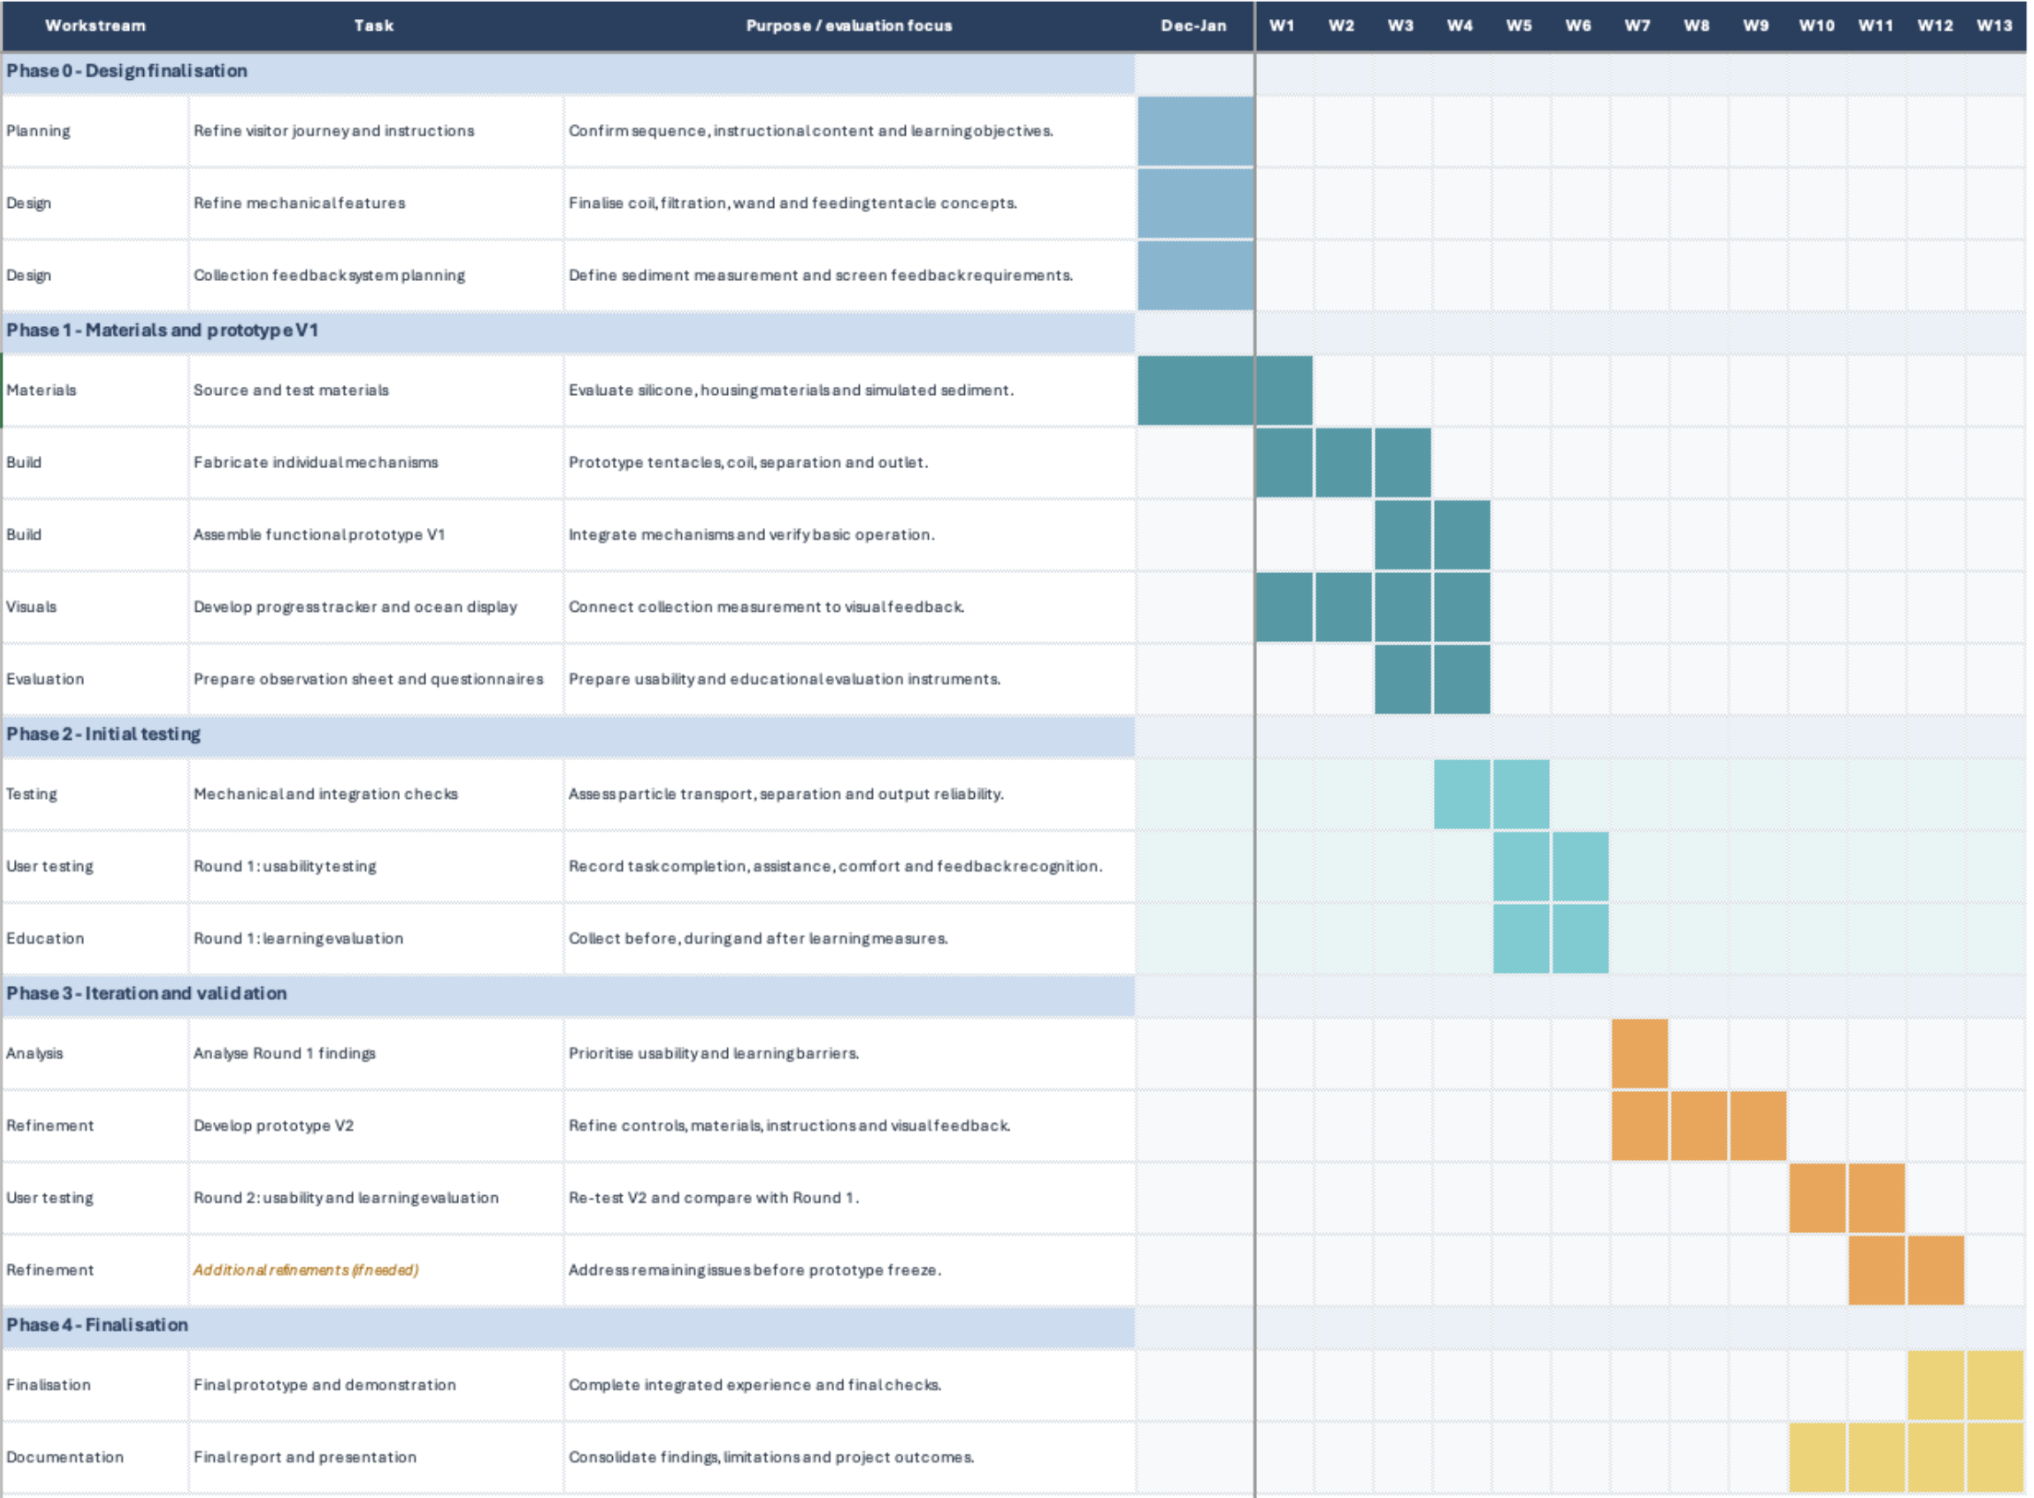 Workstream Task Purpose / evaluation focus Dec-Jan W1 W2 W3 W4 W5 W6 W7 W8 W9 W10 W11 W12 W13
Phase 0 - Design finalisation
Planning Refine visitor journey and instructions Confirm sequence, instructional content and learning objectives.
Design Refine mechanical features Finalise coil, filtration, wand and feeding tentacle concepts.
Design Collection feedback system planning Define sediment measurement and screen feedback requirements.
Phase 1 - Materials and prototype V1
Materials Source and test materials Evaluate silicone, housing materials and simulated sediment.
Build Fabricate individual mechanisms Prototype tentacles, coil, separation and outlet.
Build Assemble functional prototype V1 Integrate mechanisms and verify basic operation.
Visuals Develop progress tracker and ocean display Connect collection measurement to visual feedback.
Evaluation Prepare observation sheet and questionnaires Prepare usability and educational evaluation instruments.
Phase 2 - Initial testing
Testing Mechanical and integration checks Assess particle transport, separation and output reliability.
User testing Round 1: usability testing Record task completion, assistance, comfort and feedback recognition.
Education Round 1: learning evaluation Collect before, during and after learning measures.
Phase 3 - Iteration and validation
Analysis Analyse Round 1 findings Prioritise usability and learning barriers.
Refinement Develop prototype V2 Refine controls, materials, instructions and visual feedback.
User testing Round 2: usability and learning evaluation Re-test V2 and compare with Round 1.
Refinement Additional refinements (if needed) Address remaining issues before prototype freeze.
Phase 4 - Finalisation
Finalisation Final prototype and demonstration Complete integrated experience and final checks.
Documentation Final report and presentation Consolidate findings, limitations and project outcomes.